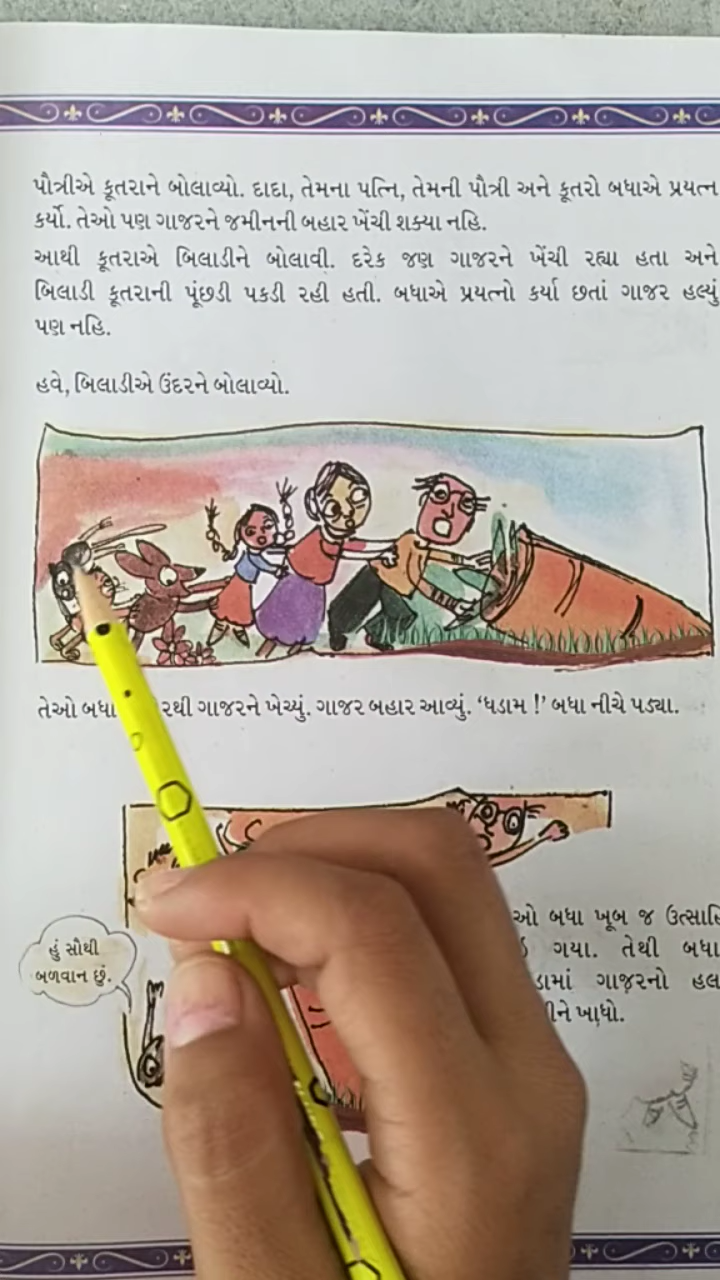 પૌત્રીએ કૂતરાને બોલાવ્યો. દાદા, તેમના પત્નિ, તેમની પૌત્રી અને કૂતરો બધાએ પ્રયત્ન
કર્યો. તેઓ પણ ગાજરને જમીનની બહાર ખેંચી શક્યા નહિ.
આથી કૂતરાએ બિલાડીને બોલાવી. દરેક જણ ગાજરને ખેંચી રહ્યા હતા અને
બિલાડી કૂતરાની પૂંછડી પકડી રહી હતી. બધાએ પ્રયત્નો કર્યા છતાં ગાજર હલ્યું
પણ નહિ.
હવે, બિલાડીએ ઉંદરને બોલાવ્યો.
તેઓ બધા ગાજરને ખેચ્યું. ગાજર બહાર આવ્યું. ‘ધડામ !’ બધા નીચે પડ્યા.
હું સૌથી
બળવાન છું.
બધા ખૂબ જ
ગયા. તેથી બધા
ગાજરનો
ખાધો.